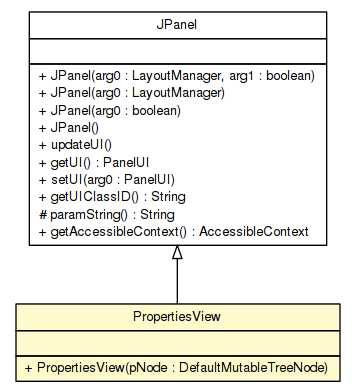 JPanel
+ JPanel(arg0 : LayoutManager, arg1 : boolean)
+ JPanel(arg0 : LayoutManager)
+ JPanel(arg0 : boolean)
+ JPanel()
+ updateUI()
+ getUI() : PanelUI
+ setUI(arg0 : PanelUI)
+ getUIClassID() : String
# paramString() : String
+ getAccessibleContext() : AccessibleContext
PropertiesView
+ PropertiesView(pNode : DefaultMutableTreeNode)